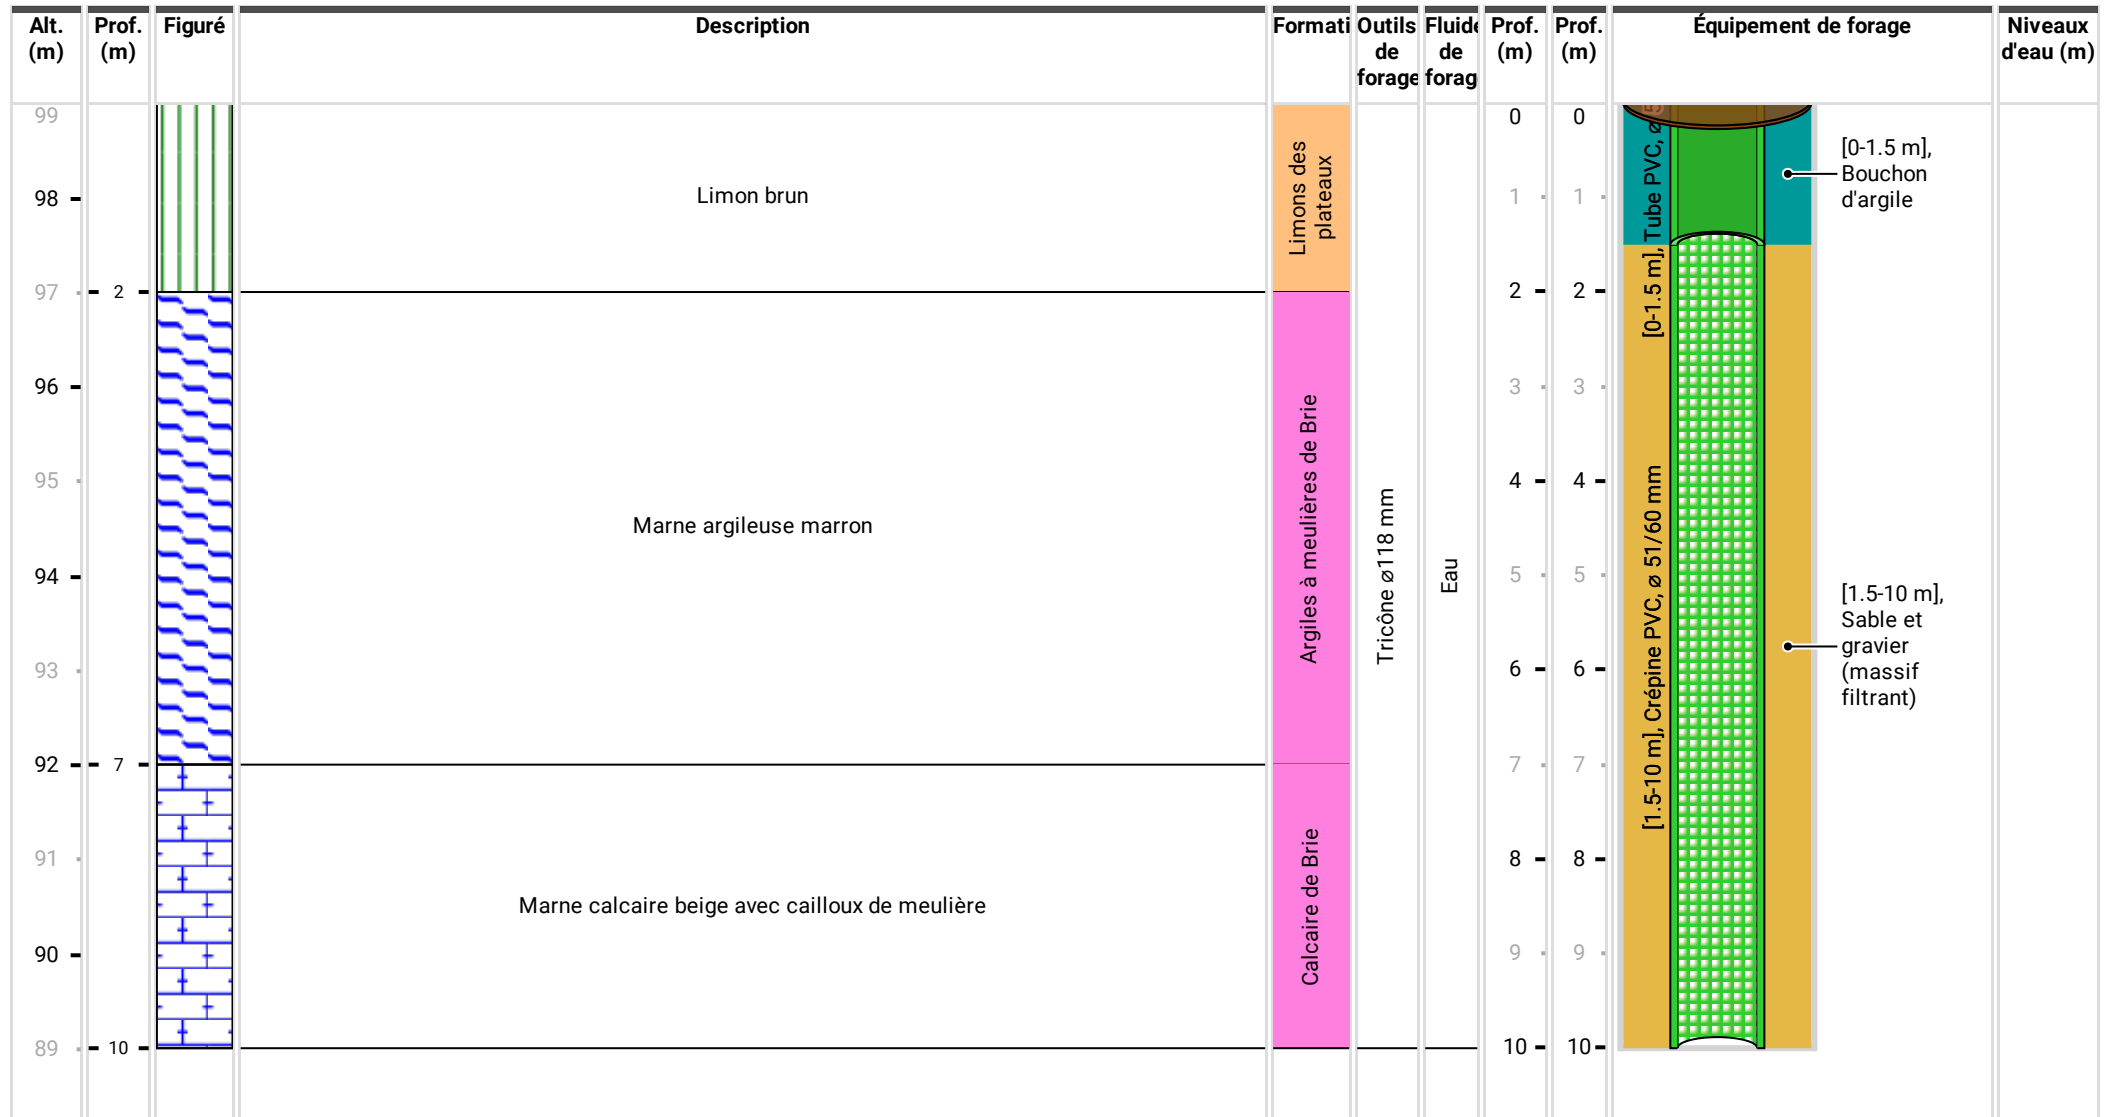 Alt.
(m)
Prof.
(m)
Figuré
Description
Formati
Outils
de
forage
Fluide
de
forag
Prof.
(m)
Prof.
(m)
Équipement de forage
Niveaux
d'eau (m)
99
98
97
96
95
94
93
92
91
90
89
2
7
10
Limon brun
Marne argileuse marron
Marne calcaire beige avec cailloux de meulière
Limons des
plateaux
Argiles à meulières de Brie
Calcaire de Brie
Tricône ⌀118 mm
Eau
0
1
2
3
4
5
6
7
8
9
10
0
1
2
3
4
5
6
7
8
9
10
[0-1.5 m], Tube PVC, ⌀ 5
[1.5-10 m], Crépine PVC, ⌀ 51/60 mm
[0-1.5 m],
Bouchon
d'argile
[1.5-10 m],
Sable et
gravier
(massif
filtrant)